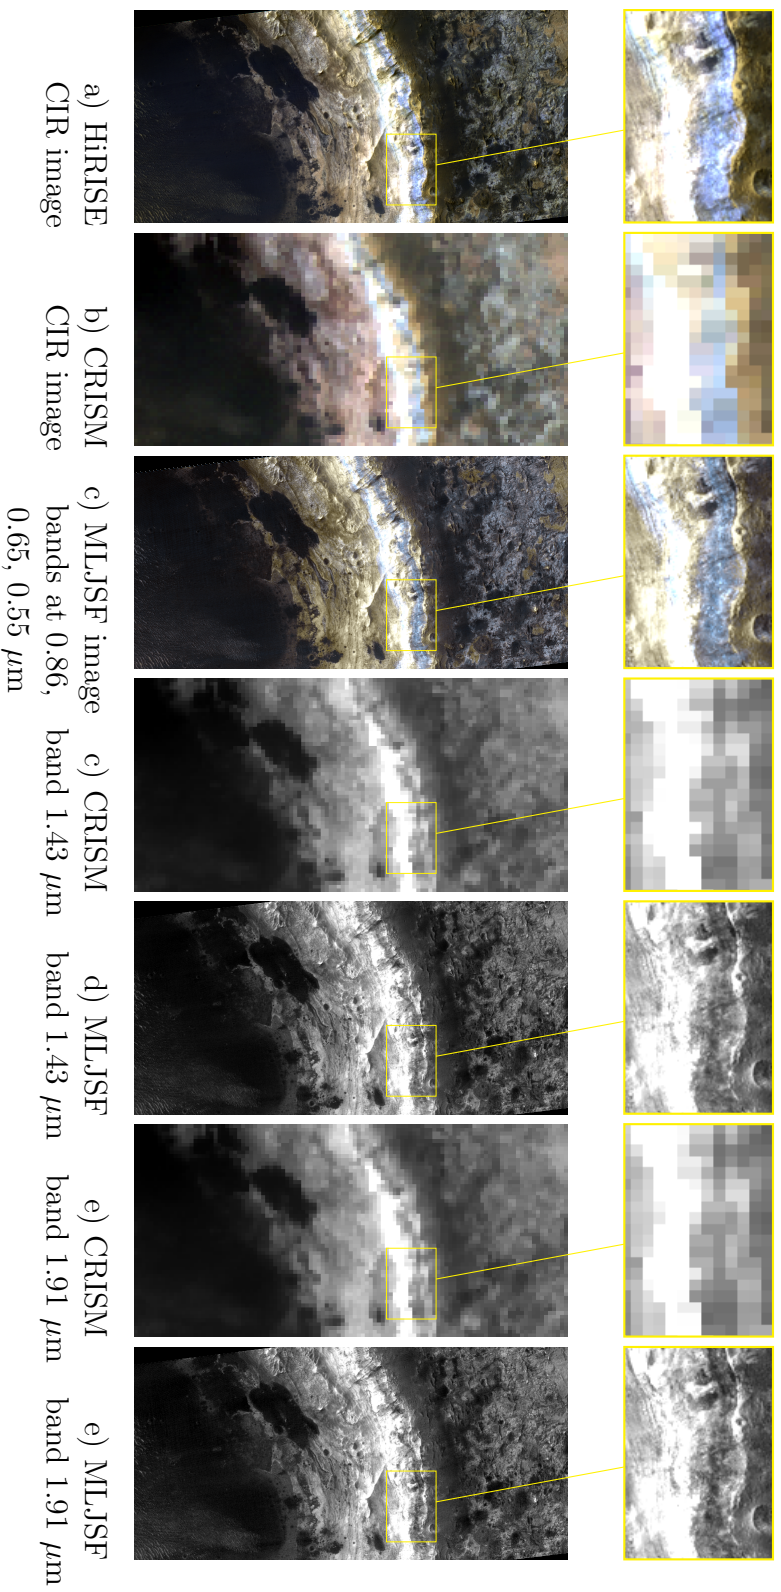 a) HiRISE
CIR image
b) CRISM
CIR image
c) MLJSF image
bands at 0.86,
0.65, 0.55 μm
c) CRISM
band 1.43 μm
d) MLJSF
band 1.43 μm
e) CRISM
band 1.91 μm
e) MLJSF
band 1.91 μm